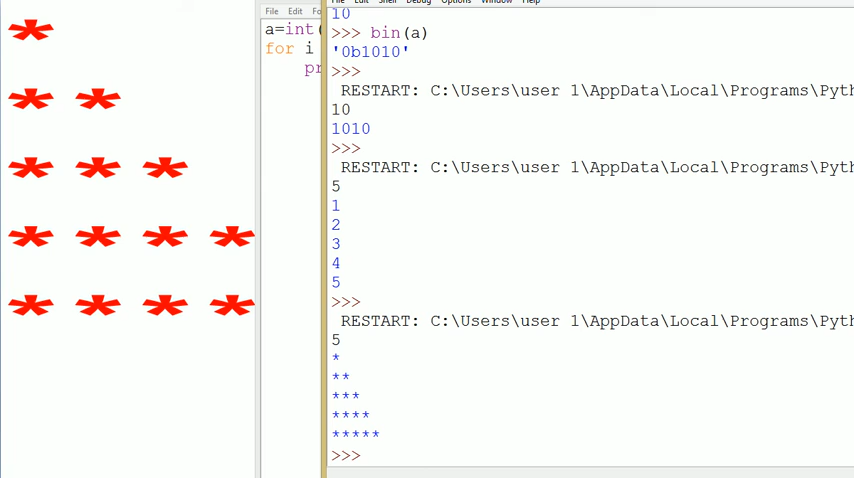 *
* *
* * *
* * * *
* * * *
File Edit
a=int(
for i
pr
File Edit Shell Debug Options Window Help
10
>>> bin(a)
'0b1010'
>>>
RESTART: C:\Users\user 1\AppData\Local\Programs\Pyth
10
1010
>>>
RESTART: C:\Users\user 1\AppData\Local\Programs\Pyth
5
1
2
3
4
5
>>>
RESTART: C:\Users\user 1\AppData\Local\Programs\Pyth
5
*
**
***
****
*****
>>>